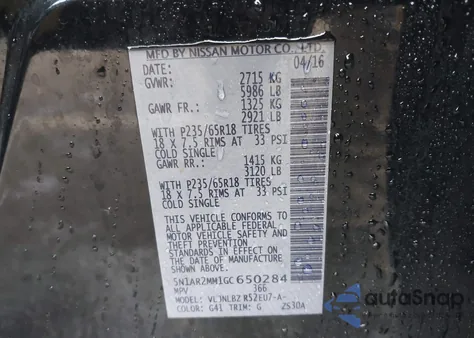 MFD BY NISSAN MOTOR CO., LTD.
DATE: 04/16
GVWR: 2715 KG
5986 LB
GAWR FR.: 1325 KG
2921 LB
WITH P235/65R18 TIRES
18 X 7.5 RIMS AT 33 PSI
COLD SINGLE
GAWR RR.: 1415 KG
3120 LB
WITH P235/65R18 TIRES
18 X 7.5 RIMS AT 33 PSI
COLD SINGLE
THIS VEHICLE CONFORMS TO
ALL APPLICABLE FEDERAL
MOTOR VEHICLE SAFETY AND
THEFT PREVENTION
STANDARDS IN EFFECT ON
THE DATE OF MANUFACTURE
SHOWN ABOVE.
5N1AR2MM1GC650284
MPV 366
MODEL: R52EU7-A-
COLOR: G41 TRIM: G ZS30A
autoSnap